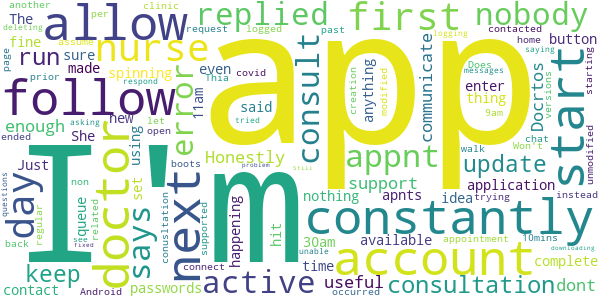 clinic
another
per
request
logged
past
deleting
allow
replied
first
nobody
The
assume
contacted
button
fine
sure
nurse
home
page
run
made
spinning
even
Thia
covid
creation
modified
Does
messages
versions
saying
logging
prior
respond
tried
app
error
said
11am
anything
communicate
enter
thing
9am
starting
follow
consult
Docrtos
start
enough
asking
She
new
using
Honestly
chat
Won't
ended
let
open
Just
appnt
update
walk
unmodified
day
doctor
next
says
set
boots
problem
still
support
application
I'm
queue
consultation
supported
happening
hit
nothing
apnts
idea
trying
instead
questions
non
related
constantly
back
regular
see
fixed
conusitation
account
available
appointment
10mins
keep
connect
30am
time
unable
useful
complete
downloading
contact
Android
passwords
active
occurred
consultation
dont